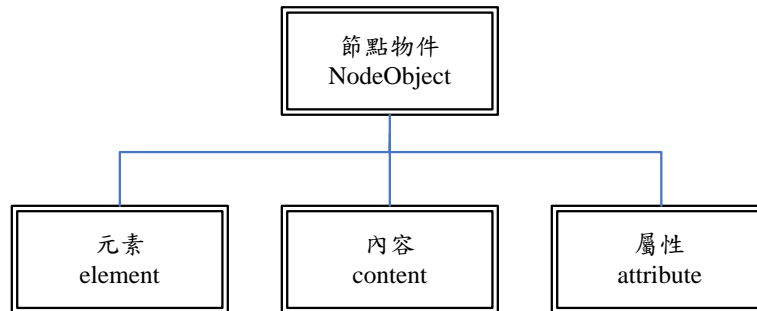 節點物件
NodeObject
元素
element
內容
content
屬性
attribute